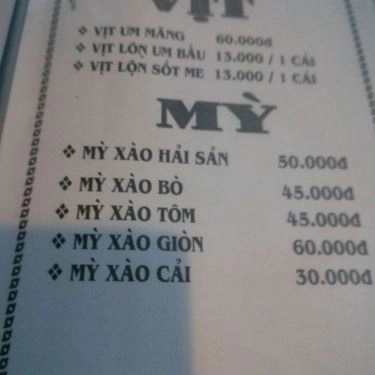 VỊT
❖ VỊT UM MĂNG 60.000đ
❖ VỊT LỘN UM BẦU 13.000 / 1 CÁI
❖ VỊT LỘN SỐT ME 13.000 / 1 CÁI
MỲ
❖ MỲ XÀO HẢI SẢN 50.000đ
❖ MỲ XÀO BÒ 45.000đ
❖ MỲ XÀO TÔM 45.000đ
❖ MỲ XÀO GIÒN 60.000đ
❖ MỲ XÀO CẢI 30.000đ